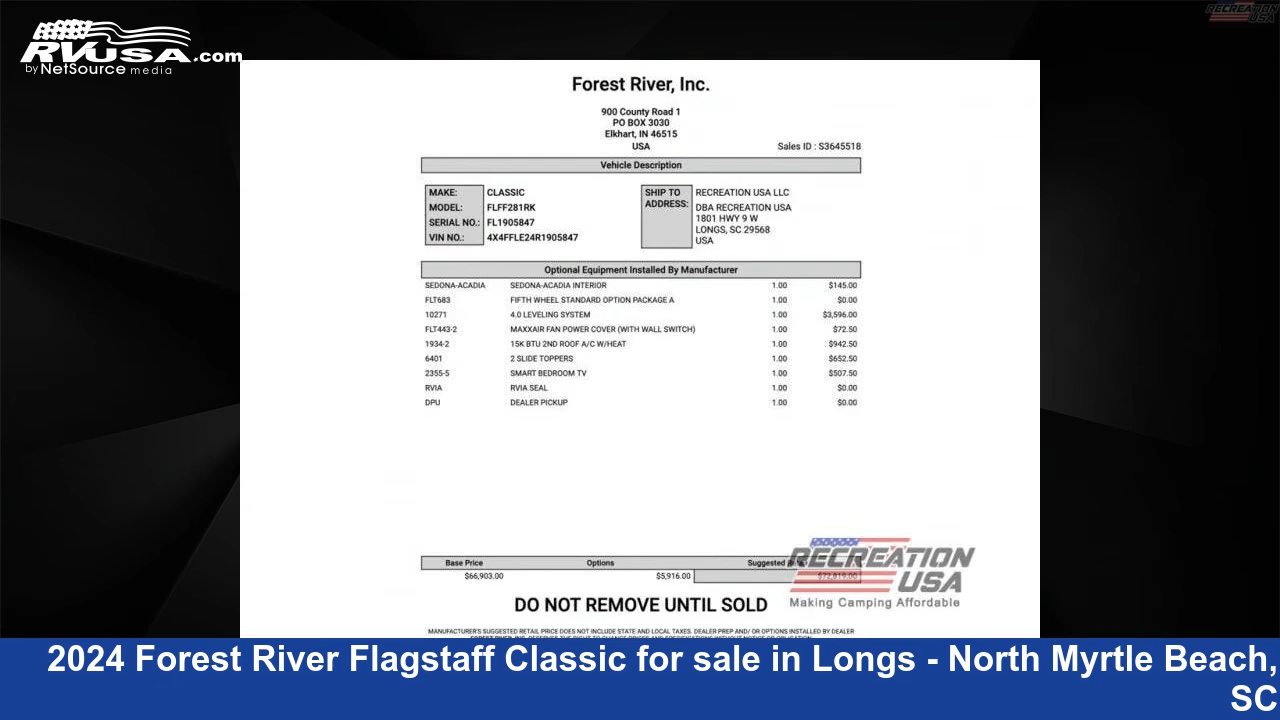 RECREATION
USA
RVUSA.com
by NetSource media
Forest River, Inc.
900 County Road 1
PO BOX 3030
Elkhart, IN 46515
USA
Sales ID : S3645518
Vehicle Description
MAKE: CLASSIC
MODEL: FLFF281RK
SERIAL NO.: FL1905847
VIN NO.: 4X4FFLE24R1905847
SHIP TO RECREATION USA LLC
ADDRESS: DBA RECREATION USA
1801 HWY 9 W
LONGS, SC 29568
USA
Optional Equipment Installed By Manufacturer
SEDONA-ACADIA SEDONA-ACADIA INTERIOR 1.00 $145.00
FLT683 FIFTH WHEEL STANDARD OPTION PACKAGE A 1.00 $0.00
10271 4.0 LEVELING SYSTEM 1.00 $3,596.00
FLT443-2 MAXXAIR FAN POWER COVER (WITH WALL SWITCH) 1.00 $72.50
1934-2 15K BTU 2ND ROOF A/C W/HEAT 1.00 $942.50
6401 2 SLIDE TOPPERS 1.00 $652.50
2355-5 SMART BEDROOM TV 1.00 $507.50
RVIA RVIA SEAL 1.00 $0.00
DPU DEALER PICKUP 1.00 $0.00
Base Price Options Suggested
$66,903.00 $5,916.00 $72,819.00
RECREATION
USA
Making Camping Affordable
DO NOT REMOVE UNTIL SOLD
MANUFACTURER'S SUGGESTED RETAIL PRICE DOES NOT INCLUDE STATE AND LOCAL TAXES. DEALER PREP AND/ OR OPTIONS INSTALLED BY DEALER
2024 Forest River Flagstaff Classic for sale in Longs - North Myrtle Beach,
SC